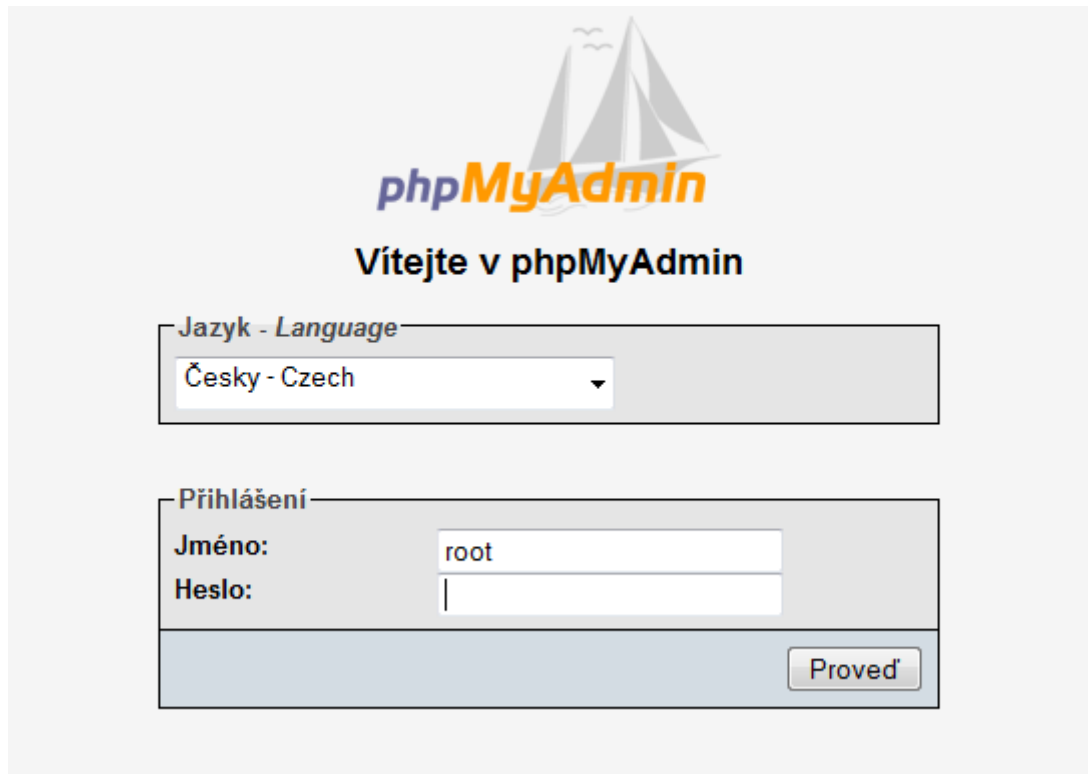 phpMyAdmin
Vítejte v phpMyAdmin
Jazyk - Language
Česky - Czech
Přihlášení
Jméno: root
Heslo:
Proveď